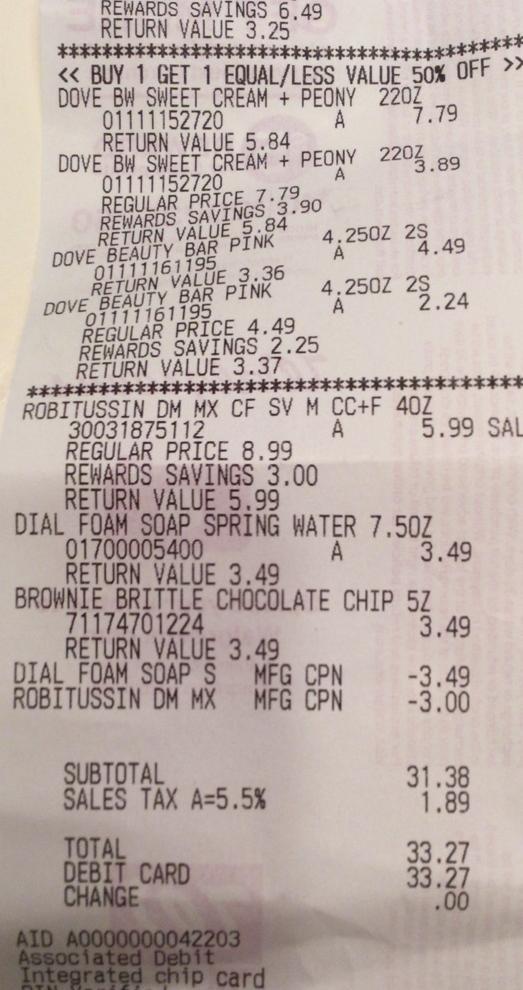 REWARDS SAVINGS 6.49
RETURN VALUE 3.25
****************************************
<< BUY 1 GET 1 EQUAL/LESS VALUE 50% OFF >>
DOVE BW SWEET CREAM + PEONY 22OZ
01111152720 A 7.79
RETURN VALUE 5.84
DOVE BW SWEET CREAM + PEONY 22OZ
01111152720 A 3.89
REGULAR PRICE 7.79
REWARDS SAVINGS 3.90
RETURN VALUE 5.84
DOVE BEAUTY BAR PINK 4.25OZ 2S
01111161195 A 4.49
RETURN VALUE 3.36
DOVE BEAUTY BAR PINK 4.25OZ 2S
01111161195 A 2.24
REGULAR PRICE 4.49
REWARDS SAVINGS 2.25
RETURN VALUE 3.37
****************************************
ROBITUSSIN DM MX CF SV M CC+F 4OZ
30031875112 A 5.99 SAL
REGULAR PRICE 8.99
REWARDS SAVINGS 3.00
RETURN VALUE 5.99
DIAL FOAM SOAP SPRING WATER 7.5OZ
01700005400 A 3.49
RETURN VALUE 3.49
BROWNIE BRITTLE CHOCOLATE CHIP 5Z
71174701224 3.49
RETURN VALUE 3.49
DIAL FOAM SOAP S MFG CPN -3.49
ROBITUSSIN DM MX MFG CPN -3.00
SUBTOTAL 31.38
SALES TAX A=5.5% 1.89
TOTAL 33.27
DEBIT CARD 33.27
CHANGE .00
AID A0000000042203
Associated Debit
Integrated chip card